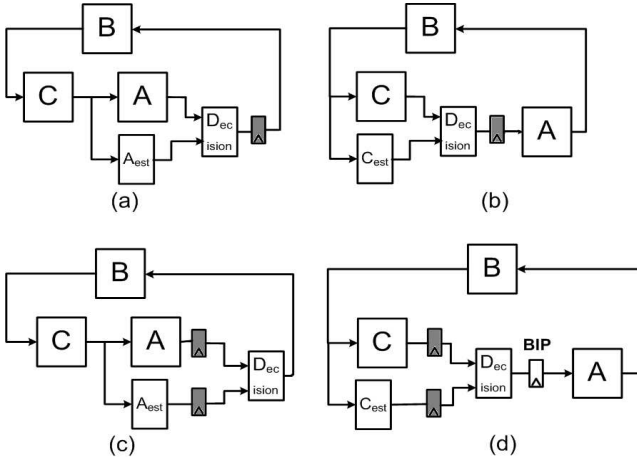 B
C
A
Dec
ision
Aest
(a)
B
C
Dec
ision
A
Cest
(b)
B
C
A
Dec
ision
Aest
(c)
B
C
Dec
ision
BIP
A
Cest
(d)